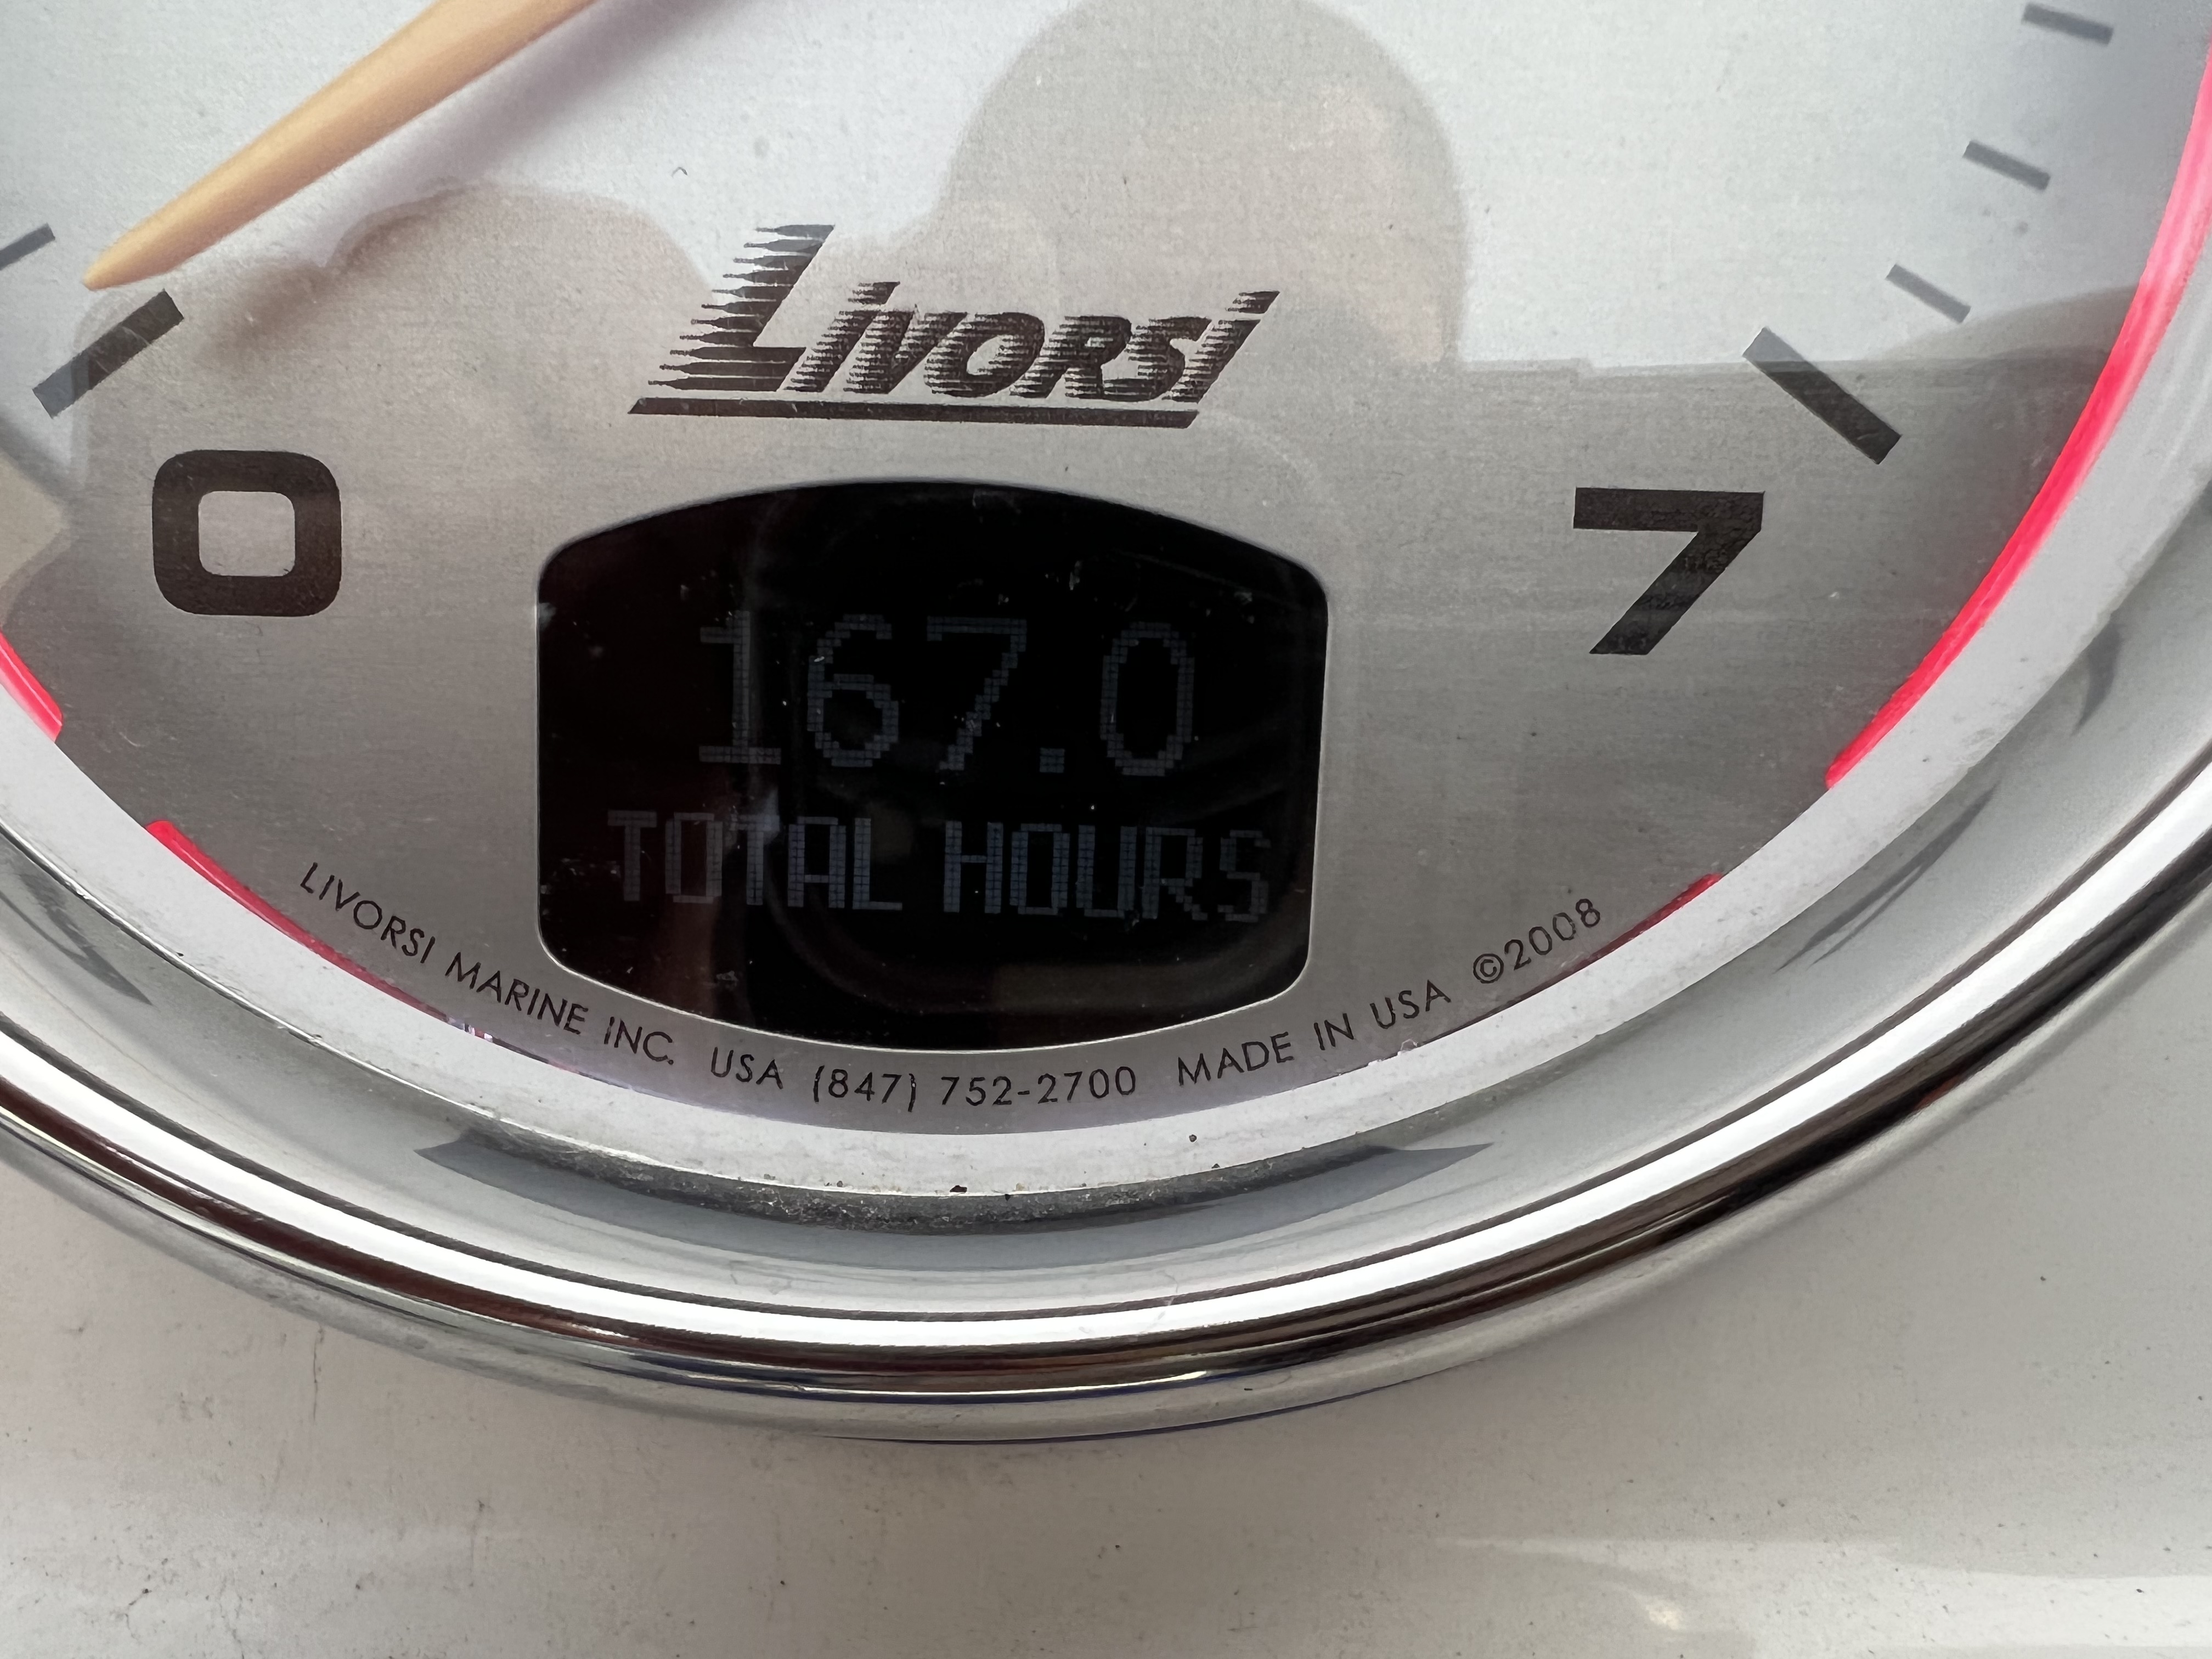 LIVORSI
0
7
167.0
TOTAL HOURS
LIVORSI MARINE INC. USA (847) 752-2700 MADE IN USA ©2008